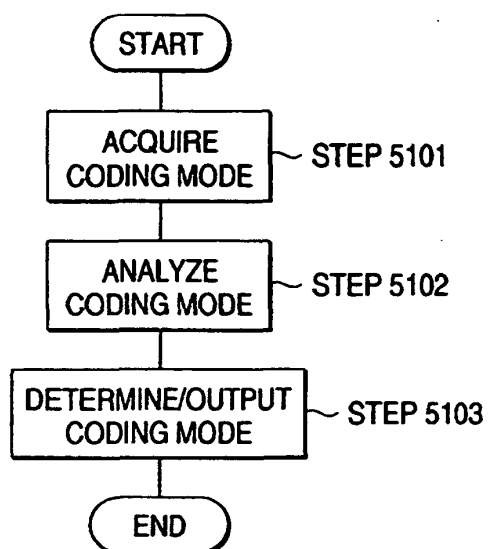 START
ACQUIRE
CODING MODE
STEP 5101
ANALYZE
CODING MODE
STEP 5102
DETERMINE/OUTPUT
CODING MODE
STEP 5103
END